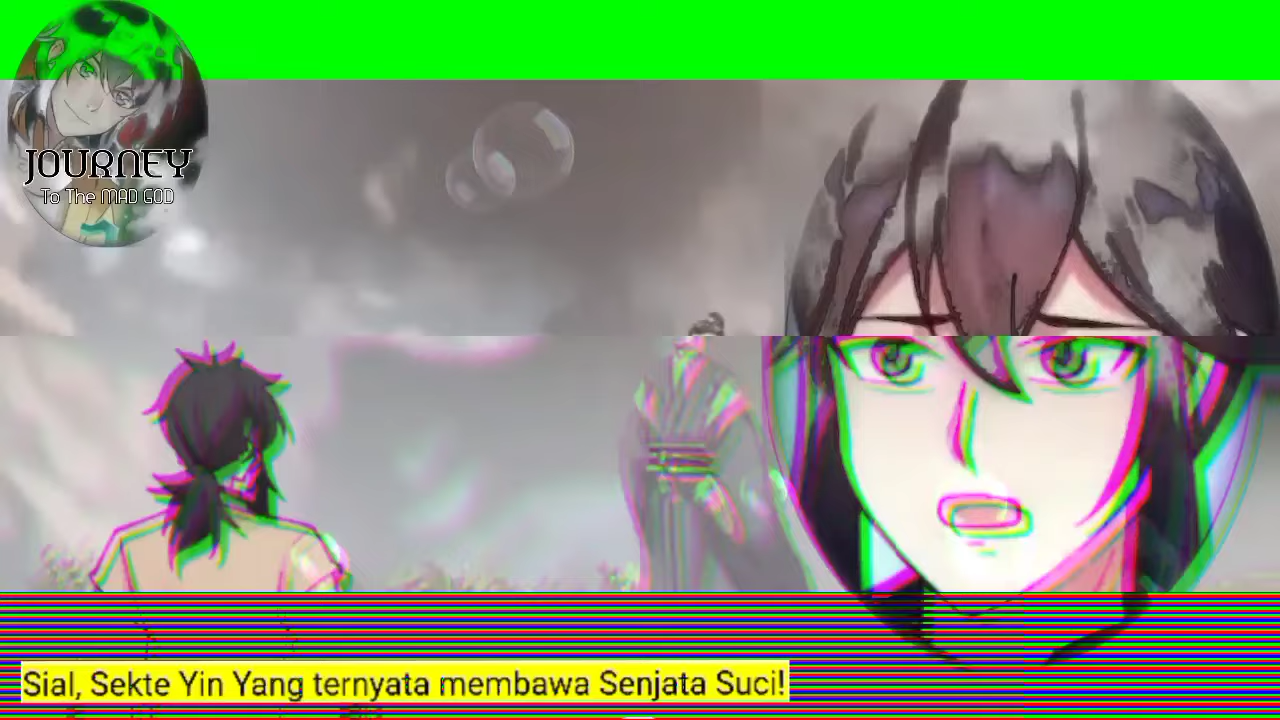 JOURNEY
To The MAD GOD
Sial, Sekte Yin Yang ternyata membawa Senjata Suci!